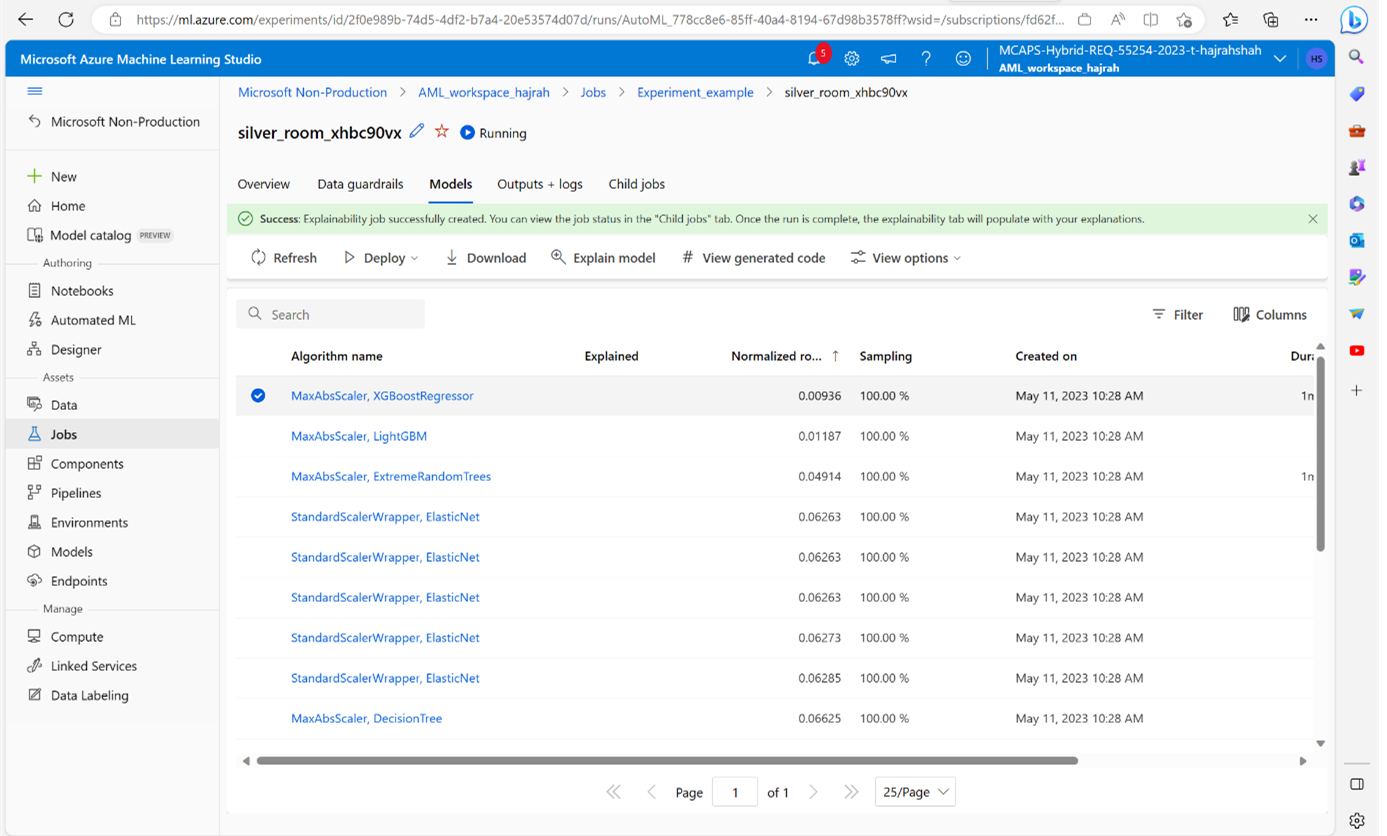 https://ml.azure.com/experiments/id/2f0e989b-74d5-4df2-b7a4-20e53574d07d/runs/AutoML_778cc8e6-85ff-40a4-8194-67d98b3578ff?wsid=/subscriptions/fd62f...
Microsoft Azure Machine Learning Studio
5
MCAPS-Hybrid-REQ-55254-2023-t-hajrahshah
AML_workspace_hajrah
HS
Microsoft Non-Production
New
Home
Model catalog PREVIEW
Authoring
Notebooks
Automated ML
Designer
Assets
Data
Jobs
Components
Pipelines
Environments
Models
Endpoints
Manage
Compute
Linked Services
Data Labeling
Microsoft Non-Production > AML_workspace_hajrah > Jobs > Experiment_example > silver_room_xhbc90vx
silver_room_xhbc90vx Running
Overview Data guardrails Models Outputs + logs Child jobs
Success: Explainability job successfully created. You can view the job status in the "Child jobs" tab. Once the run is complete, the explainability tab will populate with your explanations.
Refresh Deploy Download Explain model # View generated code View options
Search Filter Columns
Algorithm name Explained Normalized ro... ↑ Sampling Created on Dura
MaxAbsScaler, XGBoostRegressor 0.00936 100.00 % May 11, 2023 10:28 AM 1m
MaxAbsScaler, LightGBM 0.01187 100.00 % May 11, 2023 10:28 AM
MaxAbsScaler, ExtremeRandomTrees 0.04914 100.00 % May 11, 2023 10:28 AM 1m
StandardScalerWrapper, ElasticNet 0.06263 100.00 % May 11, 2023 10:28 AM
StandardScalerWrapper, ElasticNet 0.06263 100.00 % May 11, 2023 10:28 AM
StandardScalerWrapper, ElasticNet 0.06263 100.00 % May 11, 2023 10:28 AM
StandardScalerWrapper, ElasticNet 0.06273 100.00 % May 11, 2023 10:28 AM
StandardScalerWrapper, ElasticNet 0.06285 100.00 % May 11, 2023 10:28 AM
MaxAbsScaler, DecisionTree 0.06625 100.00 % May 11, 2023 10:28 AM
Page 1 of 1 25/Page